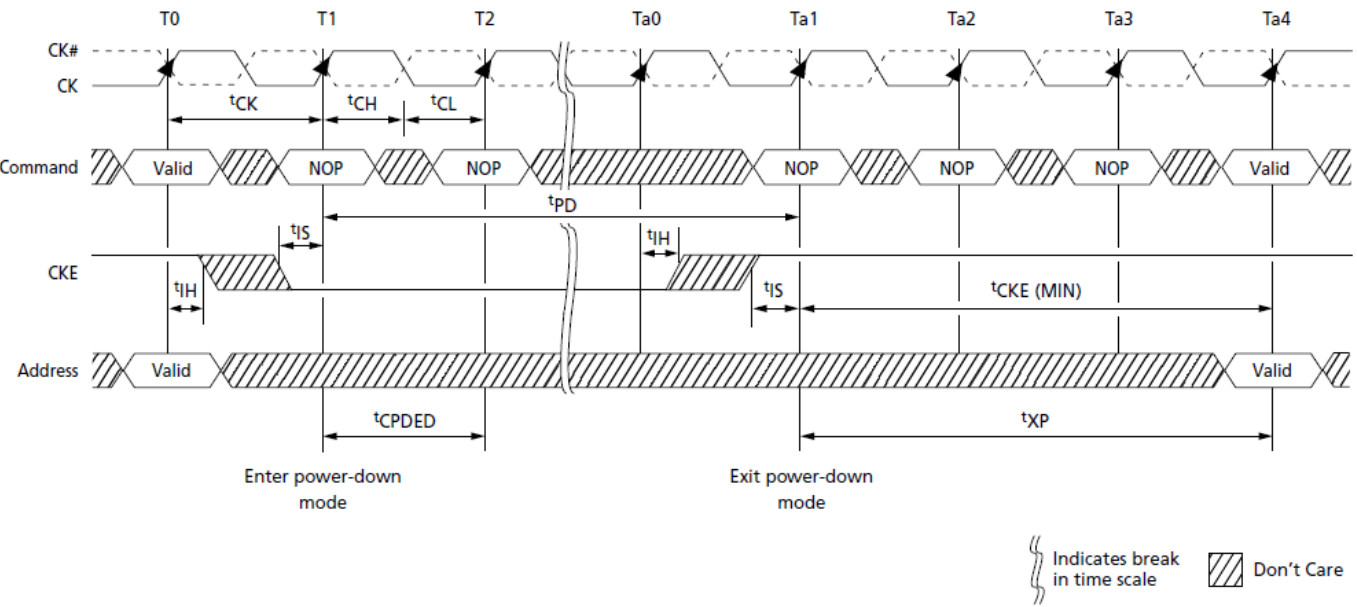 T0 T1 T2 Ta0 Ta1 Ta2 Ta3 Ta4
CK#
CK
tCK tCH tCL
Command Valid NOP NOP NOP NOP NOP Valid
tPD
tIS tIH
CKE
tIH tIS tCKE (MIN)
Address Valid Valid
tCPDED tXP
Enter power-down
mode
Exit power-down
mode
Indicates break
in time scale
Don't Care